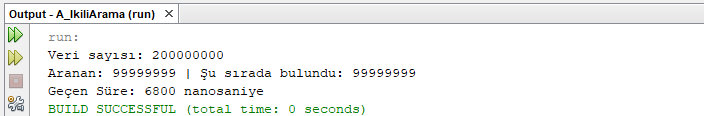 Output - A_IkiliArama (run)
run:
Veri sayısı: 200000000
Aranan: 99999999 | Şu sırada bulundu: 99999999
Geçen Süre: 6800 nanosaniye
BUILD SUCCESSFUL (total time: 0 seconds)